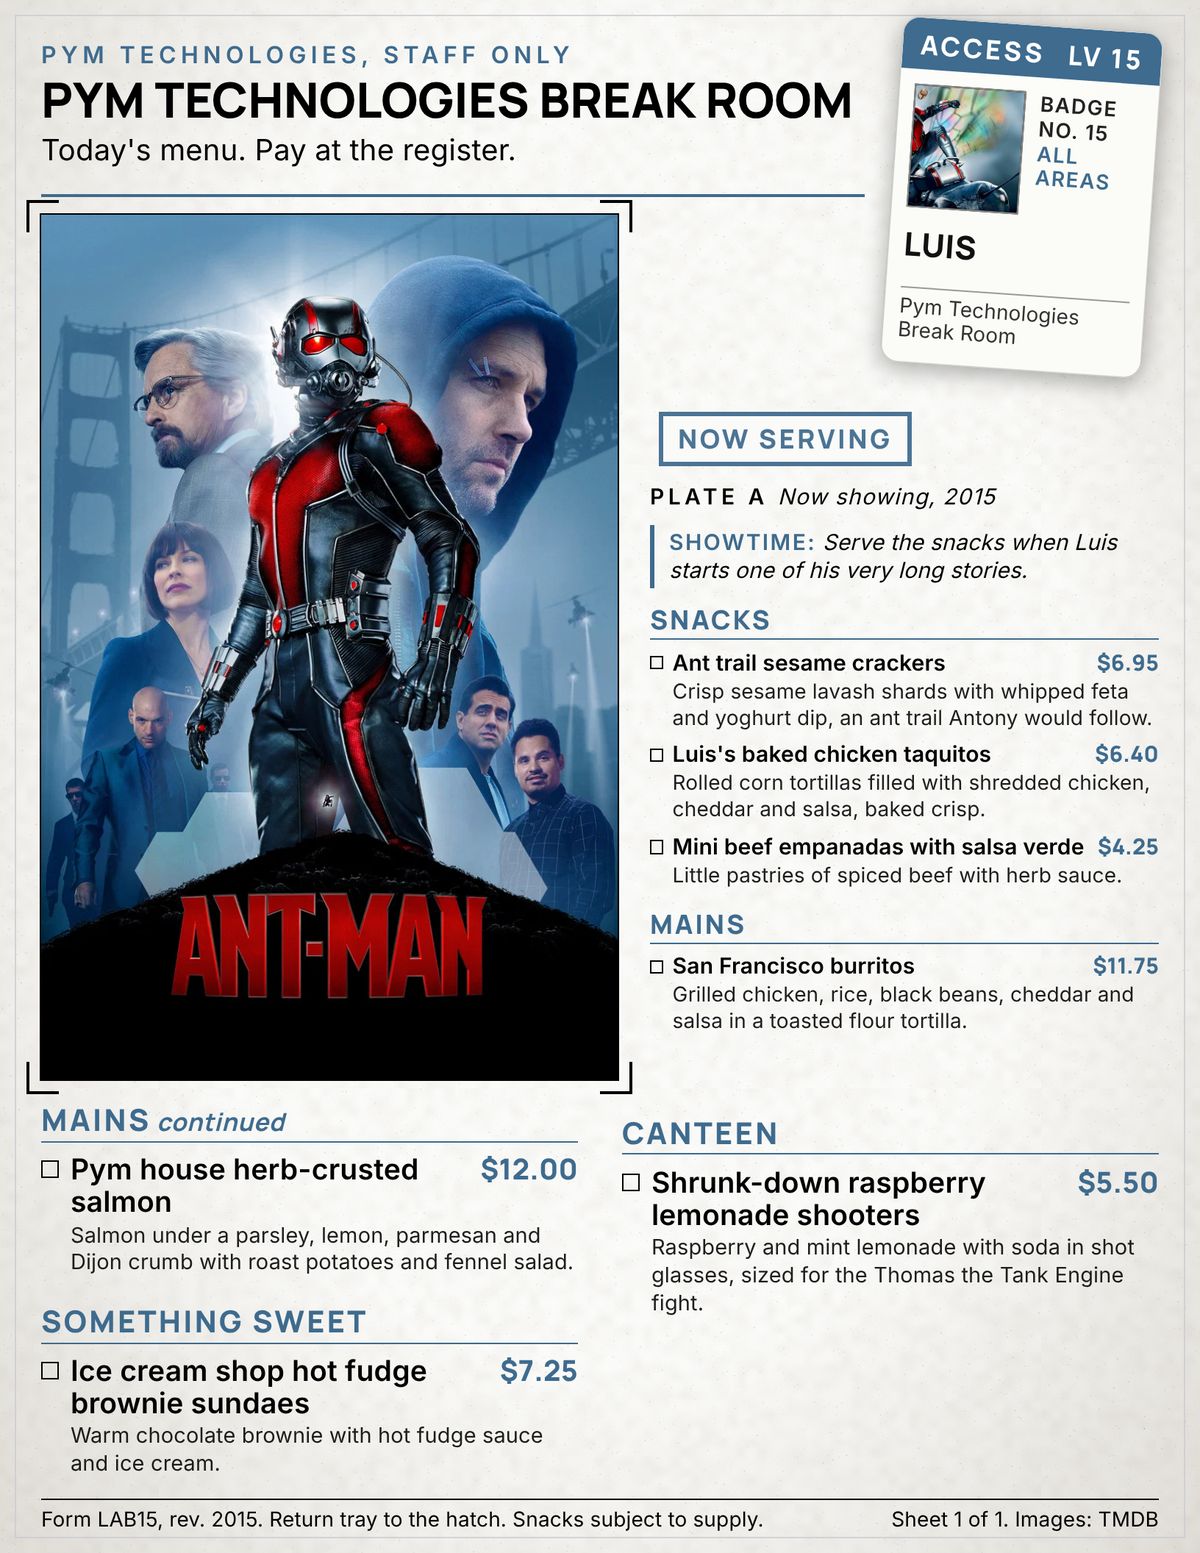 PYM TECHNOLOGIES, STAFF ONLY
PYM TECHNOLOGIES BREAK ROOM
Today's menu. Pay at the register.
ACCESS LV 15
BADGE
NO. 15
ALL
AREAS
LUIS
Pym Technologies
Break Room
ANT-MAN
NOW SERVING
PLATE A Now showing, 2015
SHOWTIME: Serve the snacks when Luis
starts one of his very long stories.
SNACKS
Ant trail sesame crackers $6.95
Crisp sesame lavash shards with whipped feta
and yoghurt dip, an ant trail Antony would follow.
Luis's baked chicken taquitos $6.40
Rolled corn tortillas filled with shredded chicken,
cheddar and salsa, baked crisp.
Mini beef empanadas with salsa verde $4.25
Little pastries of spiced beef with herb sauce.
MAINS
San Francisco burritos $11.75
Grilled chicken, rice, black beans, cheddar and
salsa in a toasted flour tortilla.
MAINS continued
Pym house herb-crusted $12.00
salmon
Salmon under a parsley, lemon, parmesan and
Dijon crumb with roast potatoes and fennel salad.
SOMETHING SWEET
Ice cream shop hot fudge $7.25
brownie sundaes
Warm chocolate brownie with hot fudge sauce
and ice cream.
CANTEEN
Shrunk-down raspberry $5.50
lemonade shooters
Raspberry and mint lemonade with soda in shot
glasses, sized for the Thomas the Tank Engine
fight.
Form LAB15, rev. 2015. Return tray to the hatch. Snacks subject to supply.
Sheet 1 of 1. Images: TMDB